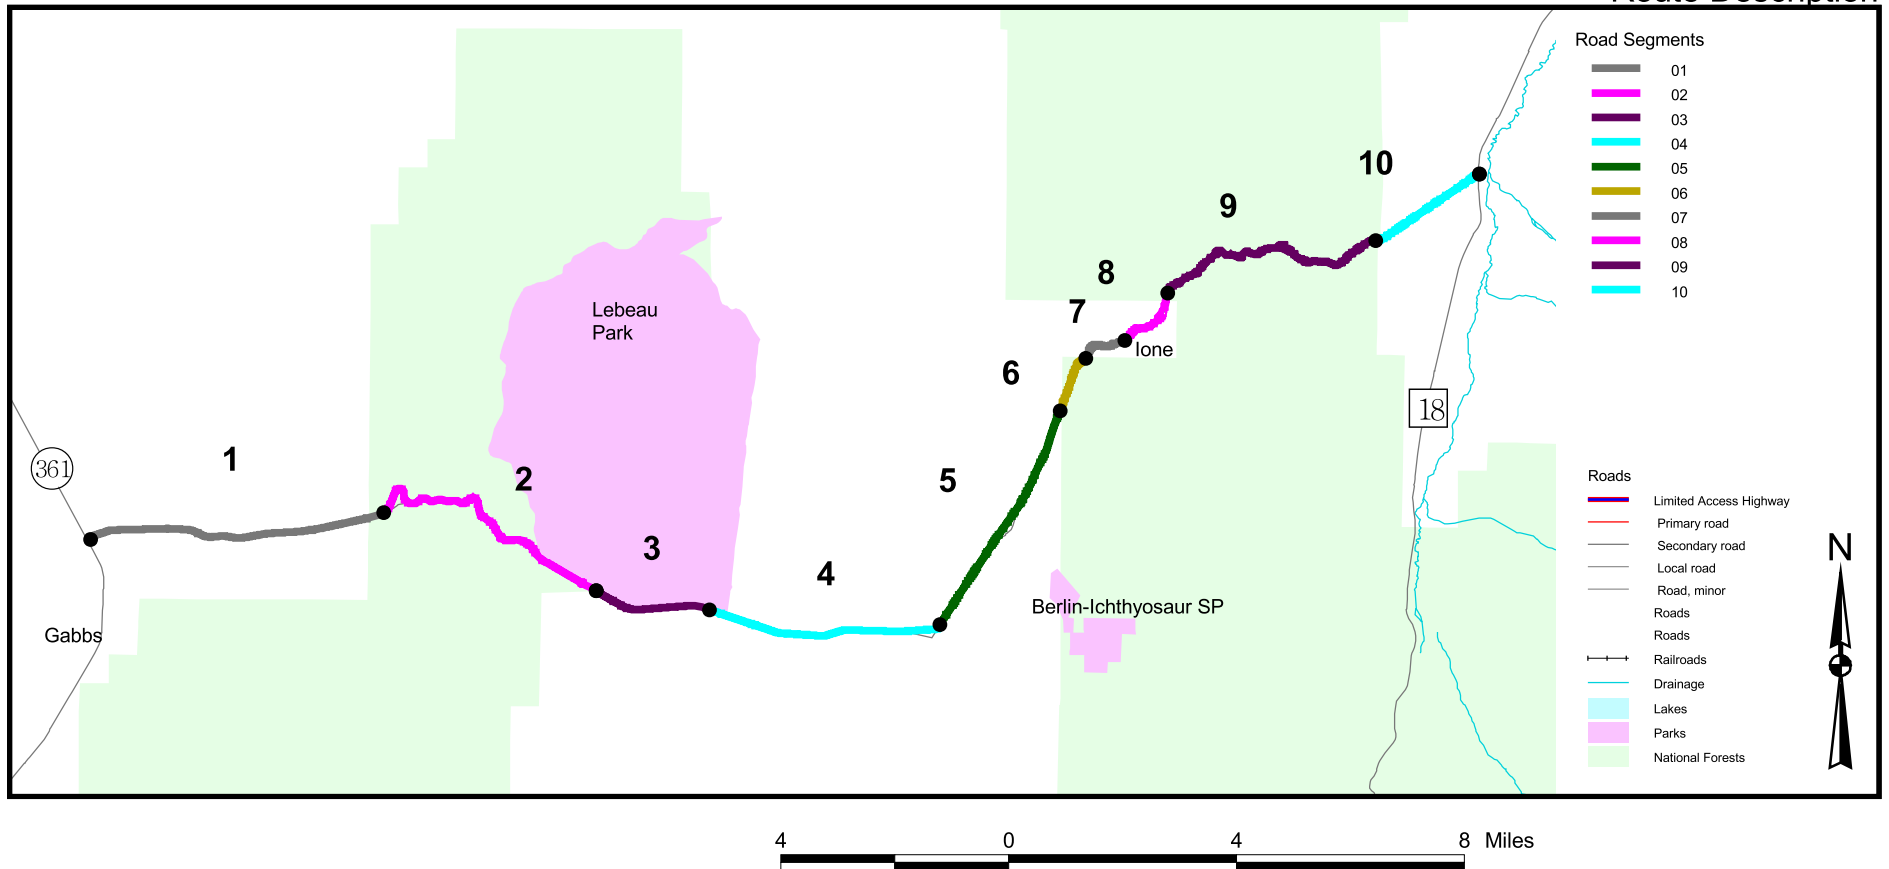 Route Description
Road Segments
01
02
03
04
05
06
07
08
09
10
10
9
8
7
Ione
6
Lebeau
Park
18
361
1
2
5
3
4
Berlin-Ichthyosaur SP
Gabbs
Roads
Limited Access Highway
Primary road
Secondary road
Local road
Road, minor
Roads
Roads
Railroads
Drainage
Lakes
Parks
National Forests
N
4 0 4 8 Miles